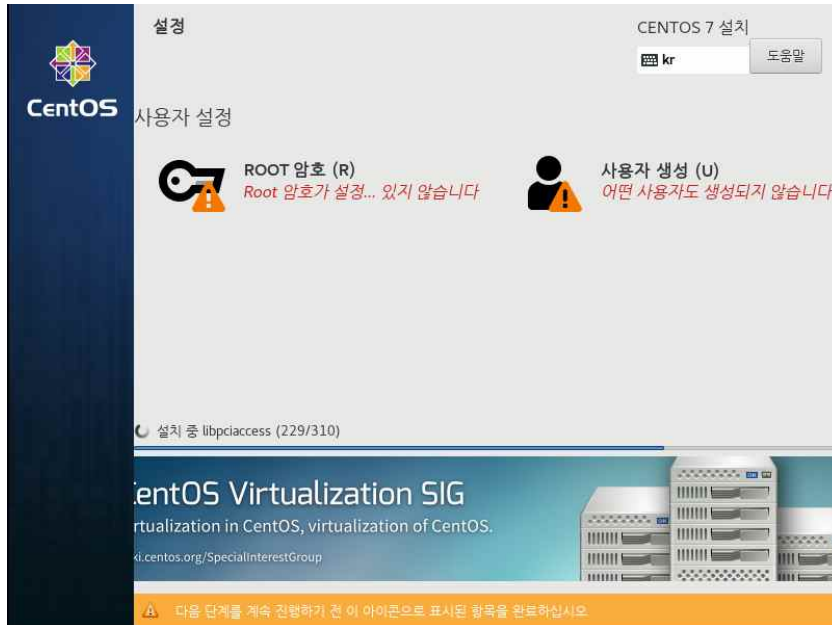 설정
CENTOS 7 설치
kr
도움말
CentOS
사용자 설정
ROOT 암호 (R)
Root 암호가 설정... 있지 않습니다
사용자 생성 (U)
어떤 사용자도 생성되지 않습니다
설치 중 libpciaccess (229/310)
entOS Virtualization SIG
rtualization in CentOS, virtualization of CentOS.
ki.centos.org/SpecialInterestGroup
다음 단계를 계속 진행하기 전 이 아이콘으로 표시된 항목을 완료하십시오